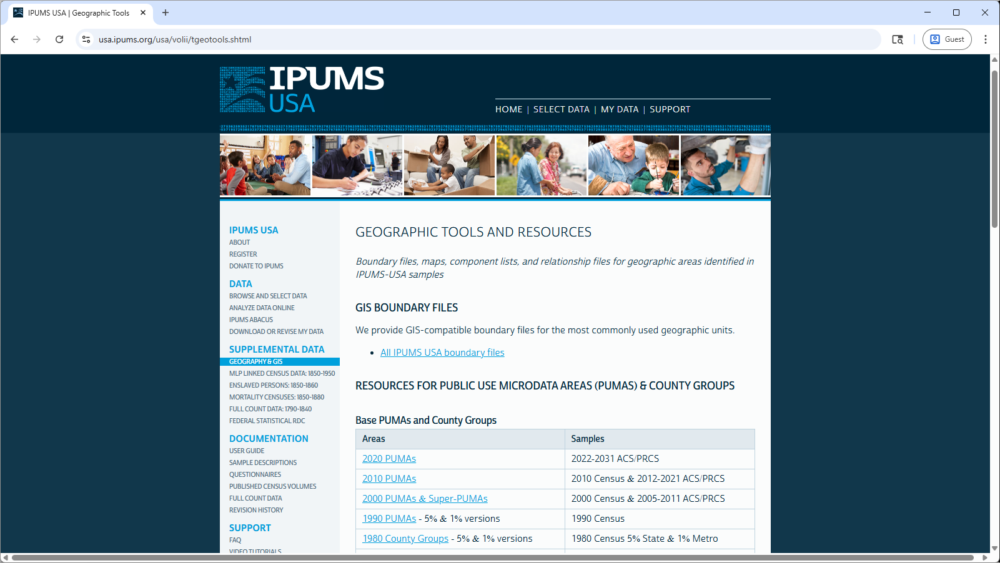 IPUMS USA | Geographic Tools
usa.ipums.org/usa/volii/tgeotools.shtml
Guest
IPUMS
USA
HOME | SELECT DATA | MY DATA | SUPPORT
IPUMS USA
ABOUT
REGISTER
DONATE TO IPUMS
DATA
BROWSE AND SELECT DATA
ANALYZE DATA ONLINE
IPUMS ABACUS
DOWNLOAD OR REVISE MY DATA
SUPPLEMENTAL DATA
GEOGRAPHY & GIS
MLP LINKED CENSUS DATA: 1850-1950
ENSLAVED PERSONS: 1850-1860
MORTALITY CENSUSES: 1850-1880
FULL COUNT DATA: 1790-1840
FEDERAL STATISTICAL RDC
DOCUMENTATION
USER GUIDE
SAMPLE DESCRIPTIONS
QUESTIONNAIRES
PUBLISHED CENSUS VOLUMES
FULL COUNT DATA
REVISION HISTORY
SUPPORT
FAQ
VIDEO TUTORIALS
GEOGRAPHIC TOOLS AND RESOURCES
Boundary files, maps, component lists, and relationship files for geographic areas identified in
IPUMS-USA samples
GIS BOUNDARY FILES
We provide GIS-compatible boundary files for the most commonly used geographic units.
• All IPUMS USA boundary files
RESOURCES FOR PUBLIC USE MICRODATA AREAS (PUMAS) & COUNTY GROUPS
Base PUMAs and County Groups
Areas Samples
2020 PUMAs 2022-2031 ACS/PRCS
2010 PUMAs 2010 Census & 2012-2021 ACS/PRCS
2000 PUMAs & Super-PUMAs 2000 Census & 2005-2011 ACS/PRCS
1990 PUMAs - 5% & 1% versions 1990 Census
1980 County Groups - 5% & 1% versions 1980 Census 5% State & 1% Metro